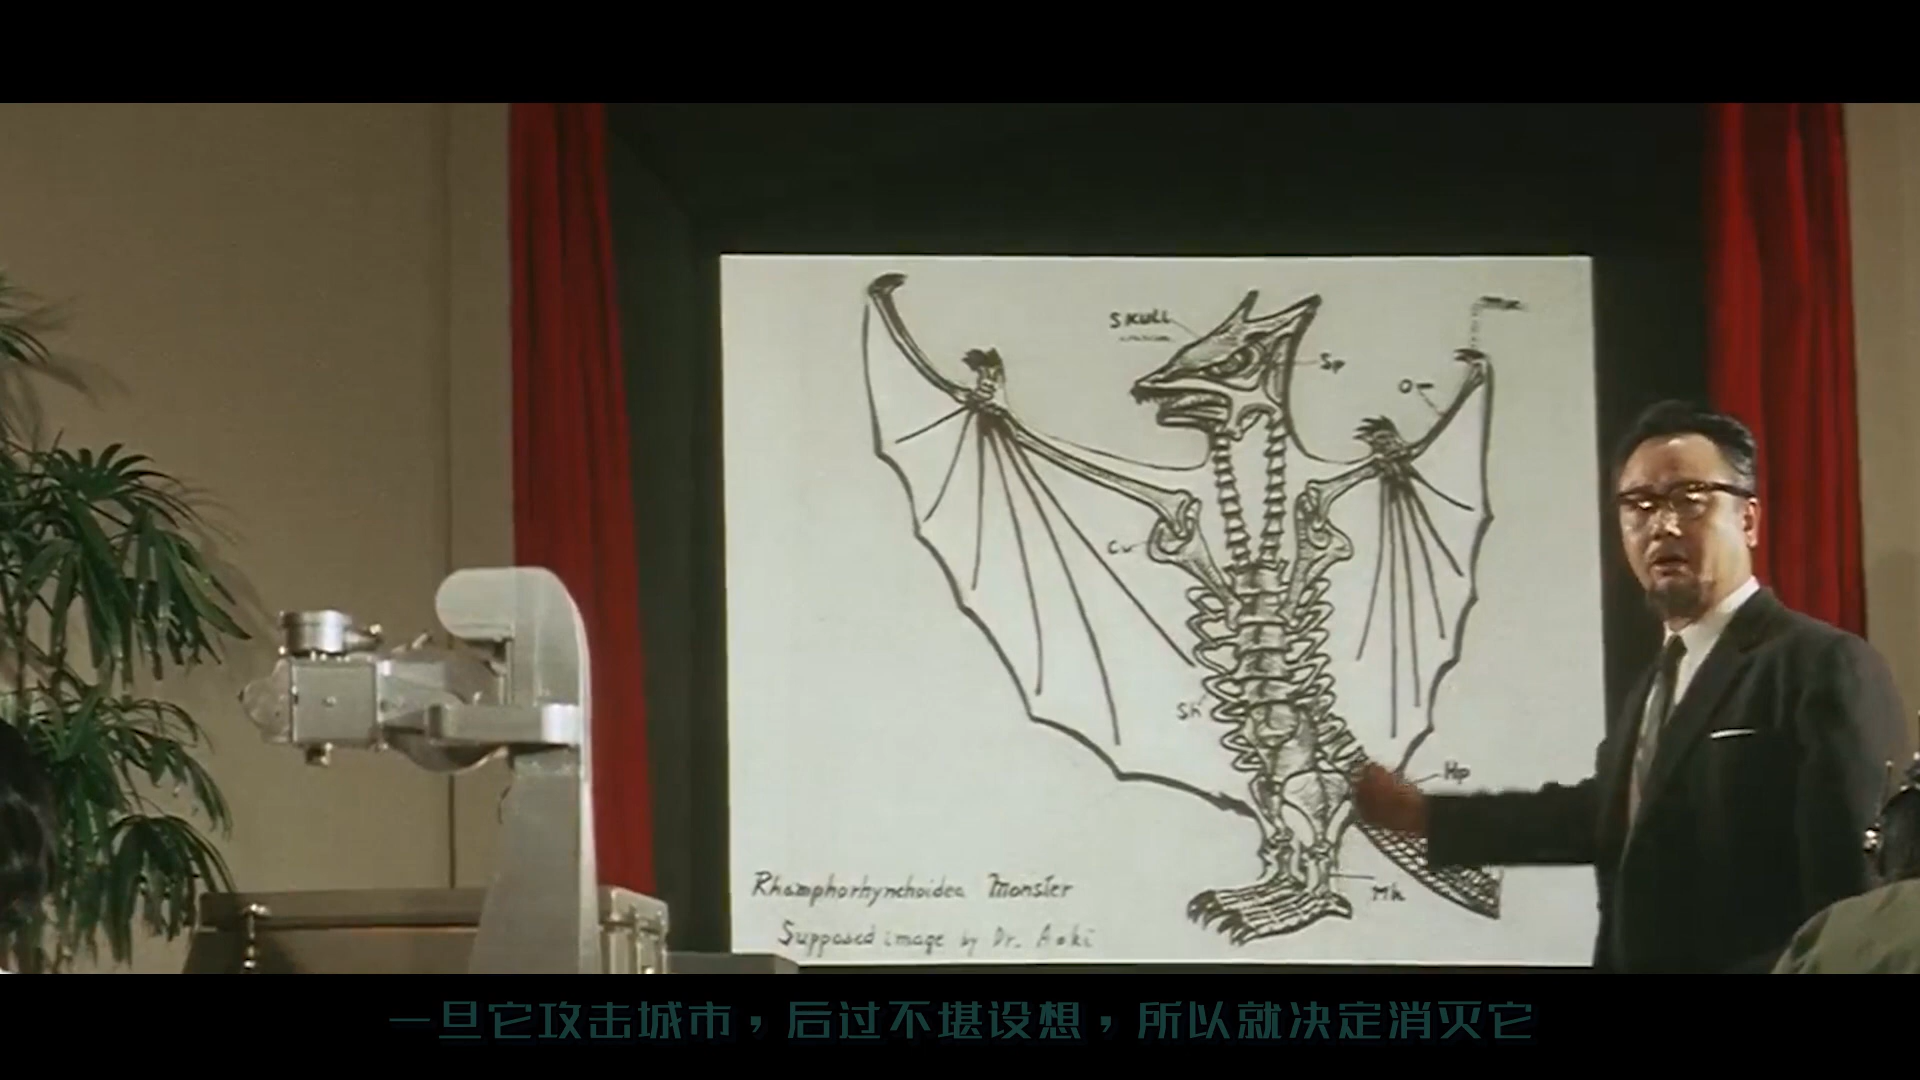 SKULL
Sp
O
Cv
Sh
Hp
Mh
Rhamphorhynchoidea Monster
Supposed image by Dr. Aoki
一旦它攻击城市，后过不堪设想，所以就决定消灭它